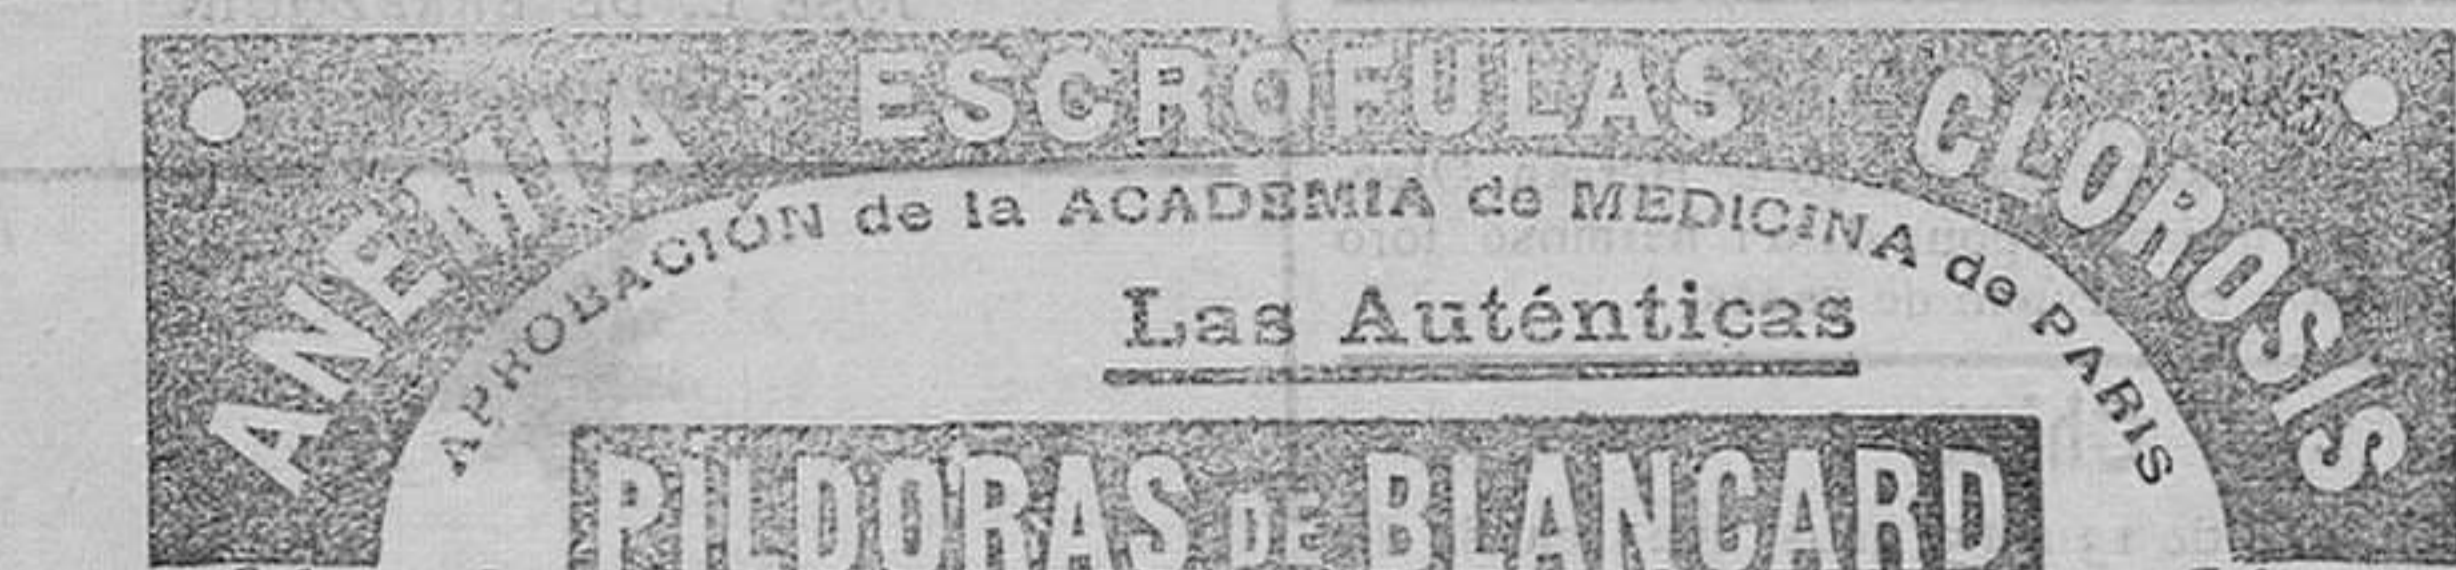 ANEMIA * ESCROFULAS * CLOROSIS
APROBACIÓN de la ACADEMIA de MEDICINA de PARIS
Las Auténticas
PILDORAS DE BLANCARD